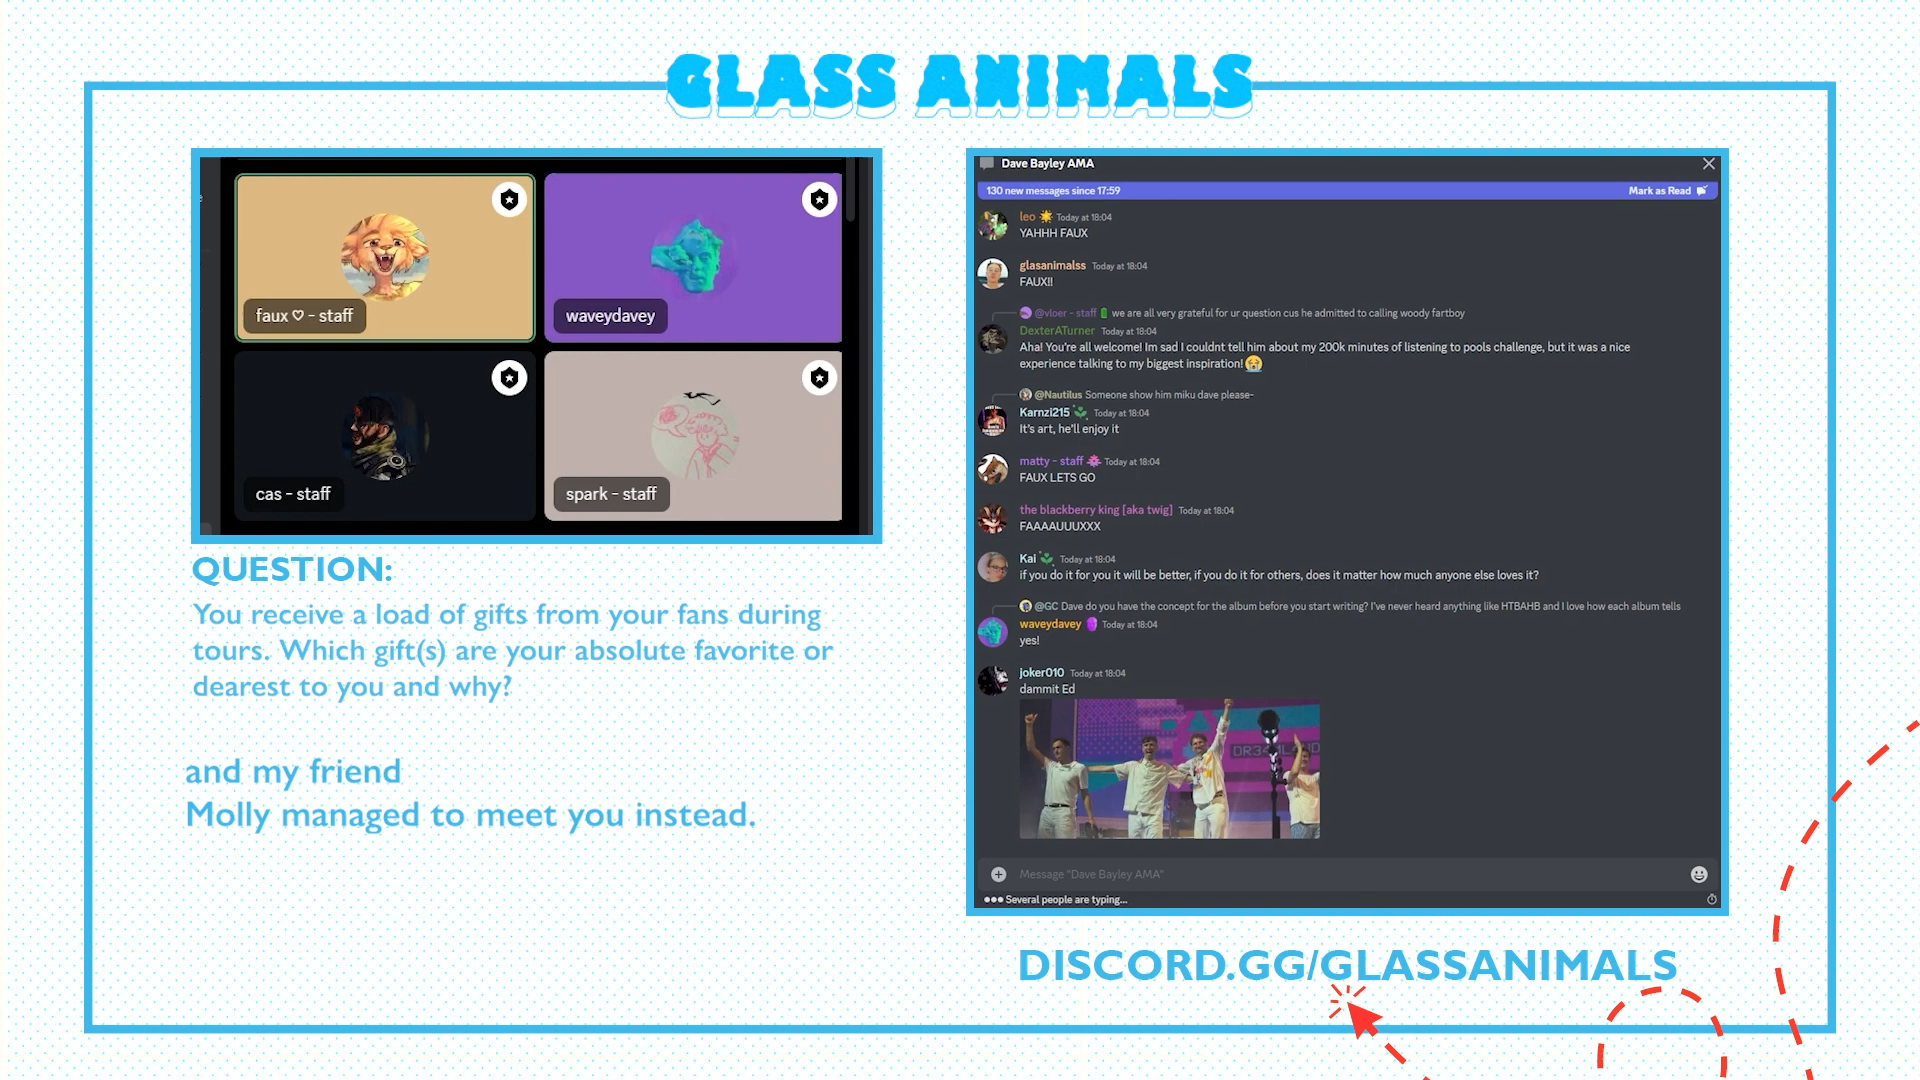 GLASS ANIMALS
faux ♡ - staff
waveydavey
cas - staff
spark - staff
QUESTION:
You receive a load of gifts from your fans during
tours. Which gift(s) are your absolute favorite or
dearest to you and why?
and my friend
Molly managed to meet you instead.
Dave Bayley AMA
130 new messages since 17:59
Mark as Read
leo Today at 18:04
YAHHH FAUX
glasanimalss Today at 18:04
FAUX!!
@vloer - staff we are all very grateful for ur question cus he admitted to calling woody fartboy
DexterATurner Today at 18:04
Aha! You're all welcome! Im sad I couldnt tell him about my 200k minutes of listening to pools challenge, but it was a nice
experience talking to my biggest inspiration! 😭
@Nautilus Someone show him miku dave please-
Karnzi215 Today at 18:04
It's art, he'll enjoy it
matty - staff Today at 18:04
FAUX LETS GO
the blackberry king [aka twig] Today at 18:04
FAAAAUUUXXX
Kai Today at 18:04
if you do it for you it will be better, if you do it for others, does it matter how much anyone else loves it?
@GC Dave do you have the concept for the album before you start writing? I've never heard anything like HTBAHB and I love how each album tells
waveydavey Today at 18:04
yes!
joker010 Today at 18:04
dammit Ed
DR34ML4ND
Message "Dave Bayley AMA"
Several people are typing...
DISCORD.GG/GLASSANIMALS